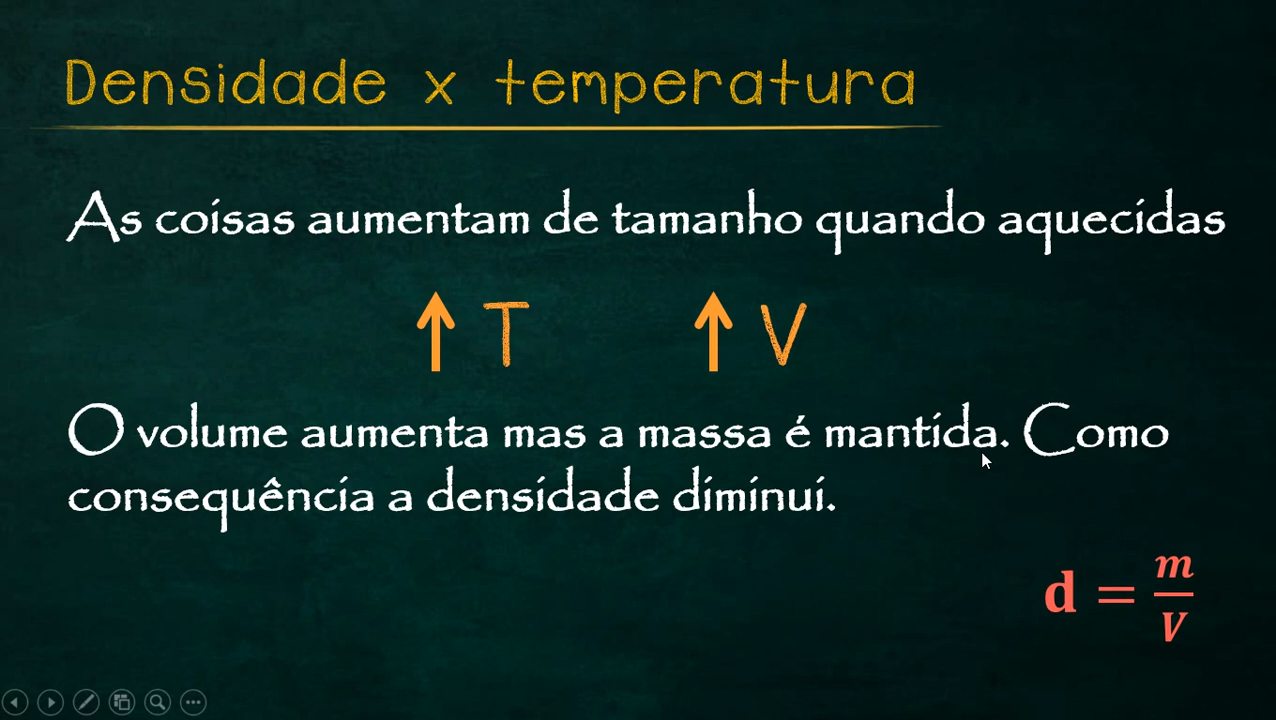 Densidade x temperatura
As coisas aumentam de tamanho quando aquecidas
↑ T ↑ V
O volume aumenta mas a massa é mantida. Como
consequência a densidade diminui.
d = m/V